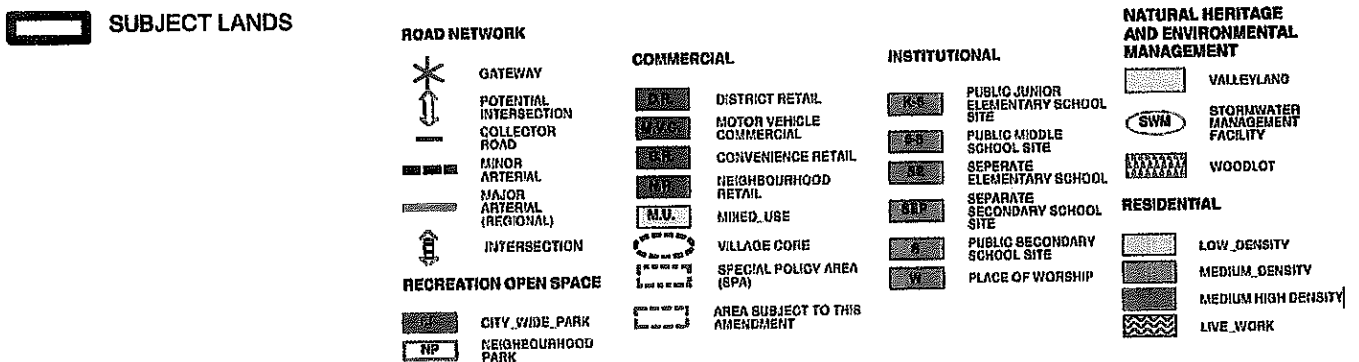 SUBJECT LANDS
ROAD NETWORK
GATEWAY
POTENTIAL
INTERSECTION
COLLECTOR
ROAD
MINOR
ARTERIAL
MAJOR
ARTERIAL
(REGIONAL)
INTERSECTION
RECREATION OPEN SPACE
CITY_WIDE_PARK
NP
NEIGHBOURHOOD
PARK
COMMERCIAL
D.R.
DISTRICT RETAIL
M.V.C.
MOTOR VEHICLE
COMMERCIAL
CONVENIENCE RETAIL
N.R.
NEIGHBOURHOOD
RETAIL
M.U.
MIXED_USE
VILLAGE CORE
SPECIAL POLICY AREA
(SPA)
AREA SUBJECT TO THIS
AMENDMENT
INSTITUTIONAL
PUBLIC JUNIOR
ELEMENTARY SCHOOL
SITE
PUBLIC MIDDLE
SCHOOL SITE
SEPERATE
ELEMENTARY SCHOOL
SEP
SEPARATE
SECONDARY SCHOOL
SITE
PUBLIC SECONDARY
SCHOOL SITE
W
PLACE OF WORSHIP
NATURAL HERITAGE
AND ENVIRONMENTAL
MANAGEMENT
VALLEYLAND
SWM
STORMWATER
MANAGEMENT
FACILITY
WOODLOT
RESIDENTIAL
LOW_DENSITY
MEDIUM_DENSITY
MEDIUM HIGH DENSITY
LIVE_WORK